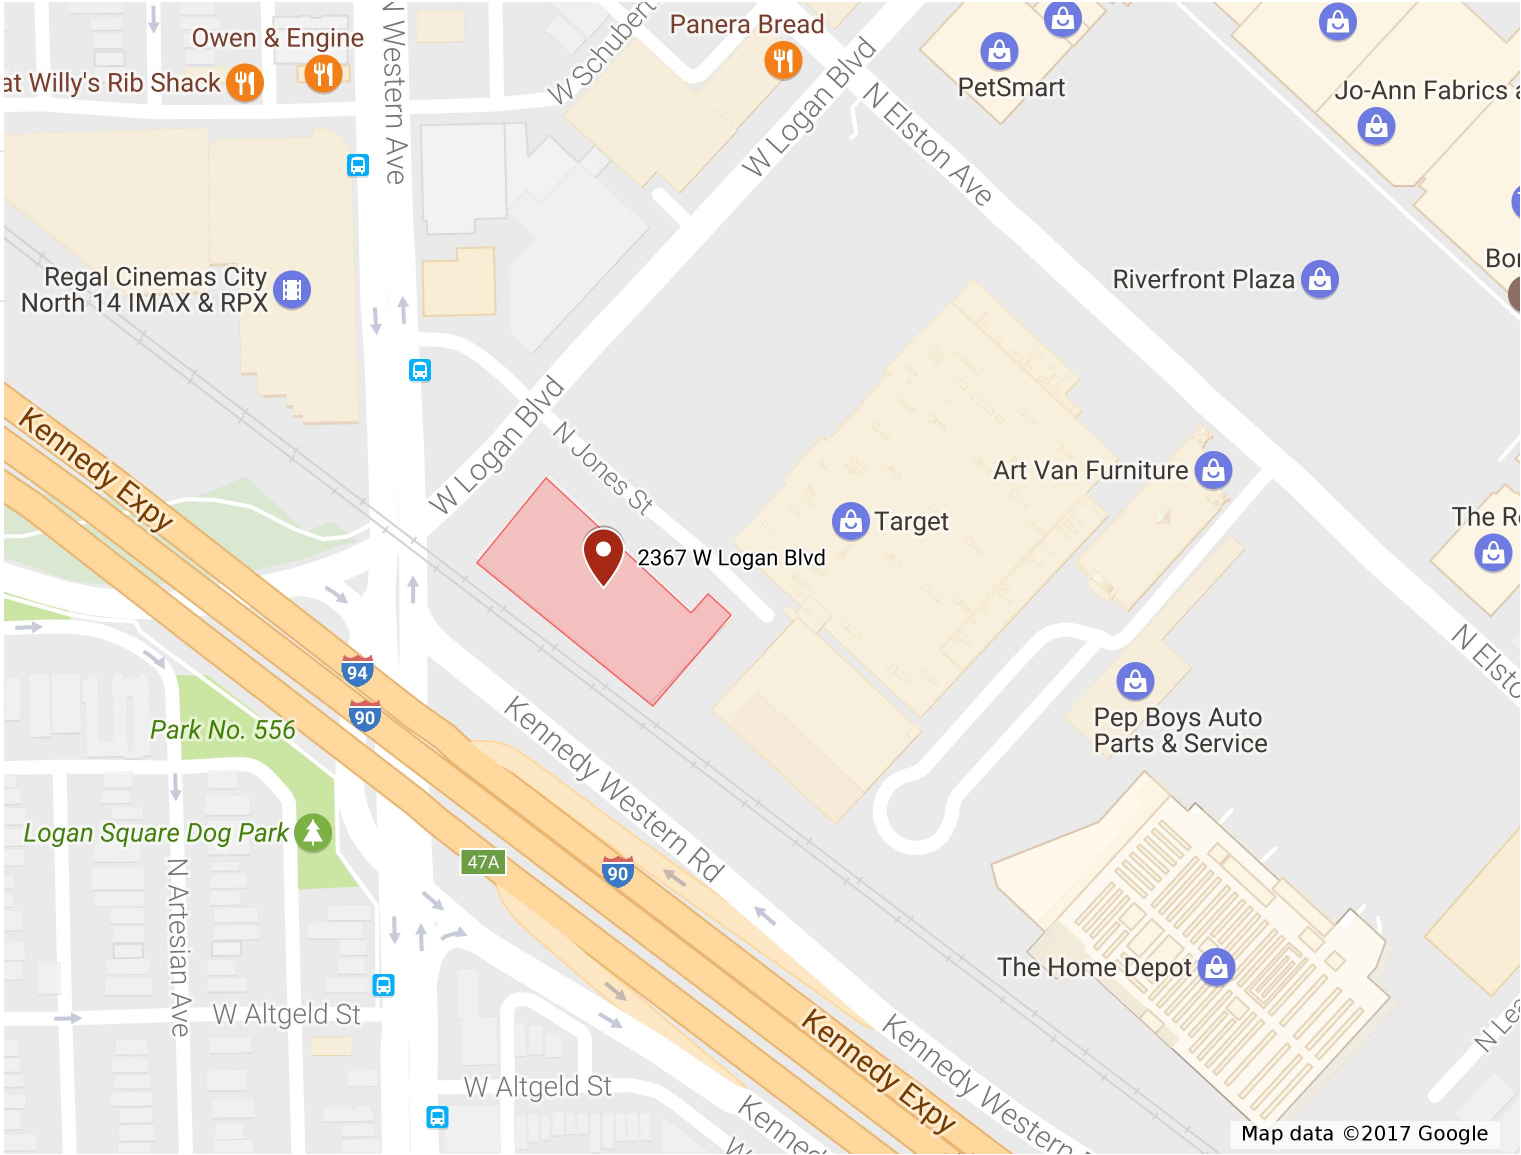 Owen & Engine
at Willy's Rib Shack
N Western Ave
W Schubert
Panera Bread
W Logan Blvd
N Elston Ave
PetSmart
Jo-Ann Fabrics a
Regal Cinemas City
North 14 IMAX & RPX
Riverfront Plaza
Bor
Kennedy Expy
W Logan Blvd
N Jones St
Art Van Furniture
Target
The Ro
2367 W Logan Blvd
94
90
N Elsto
Park No. 556
Kennedy Western Rd
Pep Boys Auto
Parts & Service
Logan Square Dog Park
47A
90
N Artesian Ave
The Home Depot
W Altgeld St
Kennedy Expy
Kennedy Western R
N Lea
W Altgeld St
Kenned
W
Map data ©2017 Google